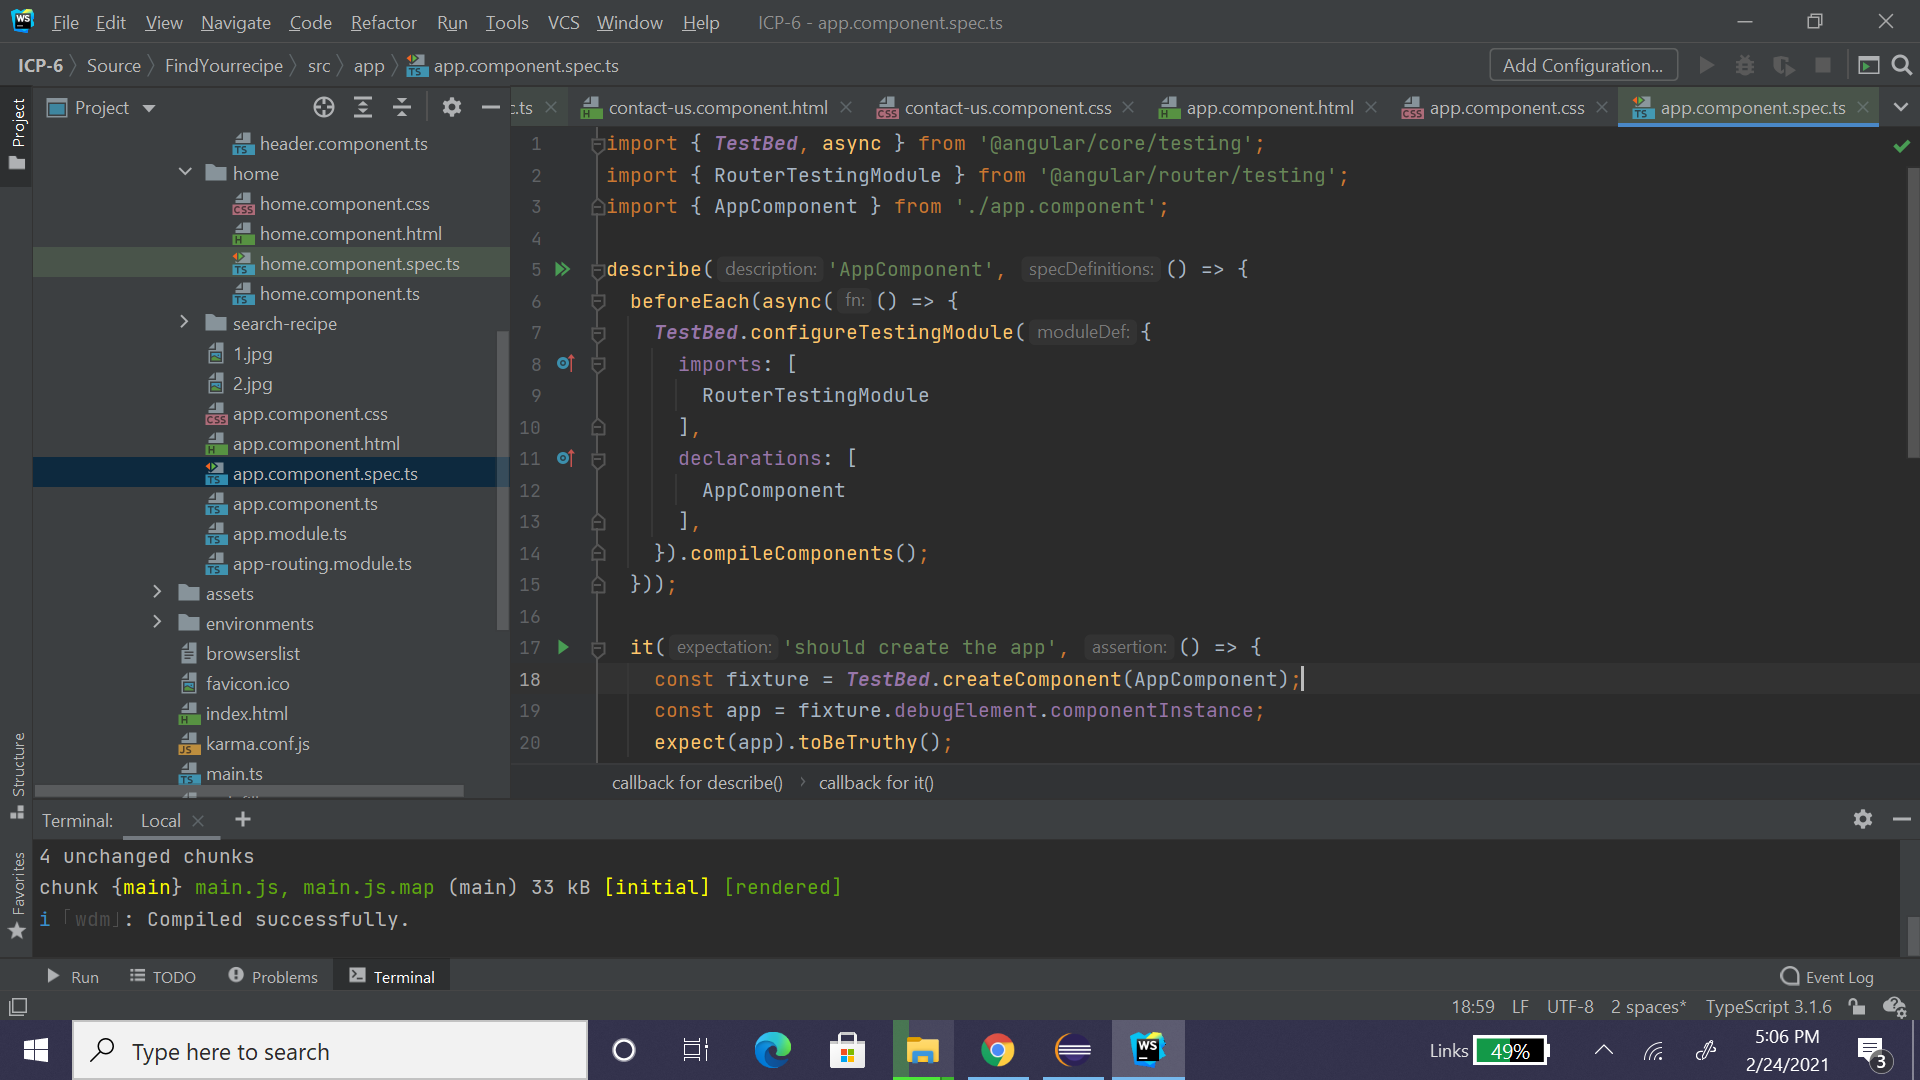 WS File Edit View Navigate Code Refactor Run Tools VCS Window Help ICP-6 - app.component.spec.ts
ICP-6 Source FindYourrecipe src app app.component.spec.ts Add Configuration...
Project
Project
header.component.ts
home
home.component.css
home.component.html
home.component.spec.ts
home.component.ts
search-recipe
1.jpg
2.jpg
app.component.css
app.component.html
app.component.spec.ts
app.component.ts
app.module.ts
app-routing.module.ts
assets
environments
browserslist
favicon.ico
index.html
karma.conf.js
main.ts
Structure
Favorites
c.ts contact-us.component.html contact-us.component.css app.component.html app.component.css app.component.spec.ts
1 import { TestBed, async } from '@angular/core/testing';
2 import { RouterTestingModule } from '@angular/router/testing';
3 import { AppComponent } from './app.component';
4
5 describe( description: 'AppComponent', specDefinitions: () => {
6 beforeEach(async( fn: () => {
7 TestBed.configureTestingModule( moduleDef: {
8 imports: [
9 RouterTestingModule
10 ],
11 declarations: [
12 AppComponent
13 ],
14 }).compileComponents();
15 }));
16
17 it( expectation: 'should create the app', assertion: () => {
18 const fixture = TestBed.createComponent(AppComponent);
19 const app = fixture.debugElement.componentInstance;
20 expect(app).toBeTruthy();
callback for describe() callback for it()
Terminal: Local
4 unchanged chunks
chunk {main} main.js, main.js.map (main) 33 kB [initial] [rendered]
i ｢wdm｣: Compiled successfully.
Run TODO Problems Terminal Event Log
18:59 LF UTF-8 2 spaces* TypeScript 3.1.6
Type here to search
WS
Links 49%
5:06 PM
2/24/2021
3